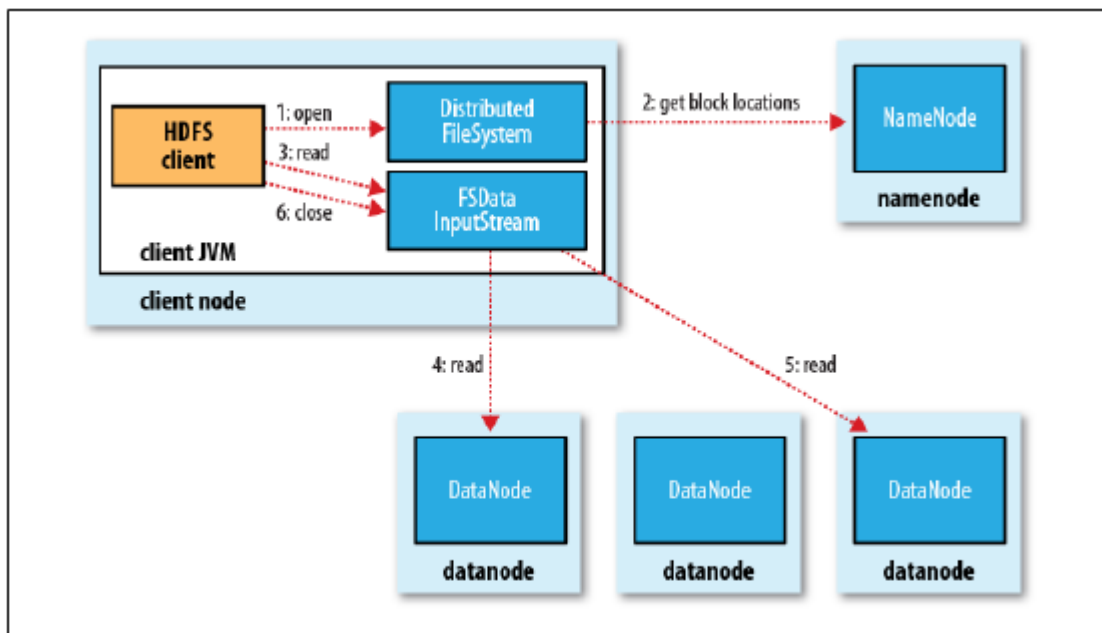 HDFS
client
1: open
3: read
6: close
Distributed
FileSystem
FSData
InputStream
client JVM
client node
2: get block locations
NameNode
namenode
4: read
5: read
DataNode
datanode
DataNode
datanode
DataNode
datanode